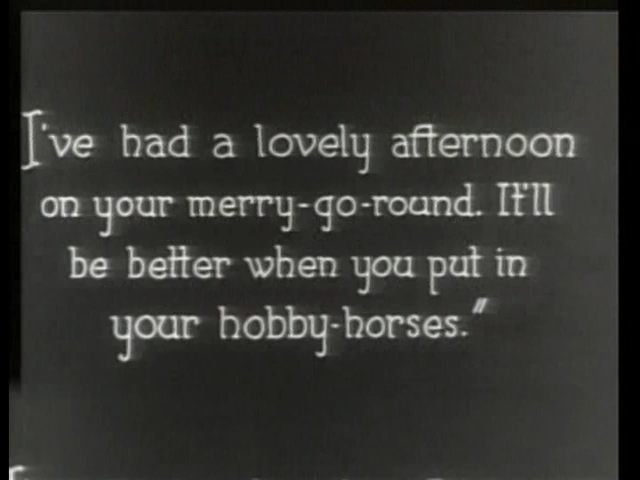 I've had a lovely afternoon
on your merry-go-round. It'll
be better when you put in
your hobby-horses."